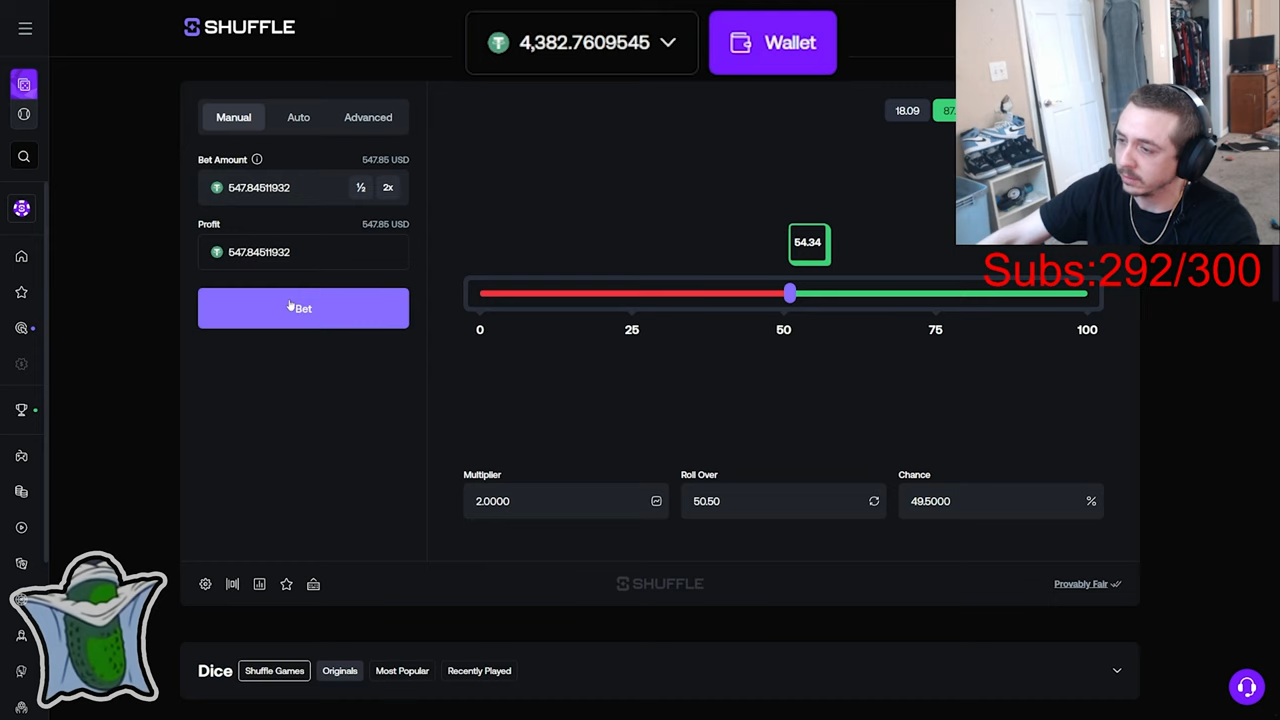 SHUFFLE
4,382.7609545
Wallet
Manual
Auto
Advanced
18.09
Bet Amount
547.85 USD
547.84511932
½
2x
Profit
547.85 USD
547.84511932
Bet
54.34
Subs:292/300
0
25
50
75
100
Multiplier
Roll Over
Chance
2.0000
50.50
49.5000
%
SHUFFLE
Provably Fair
Dice
Shuffle Games
Originals
Most Popular
Recently Played